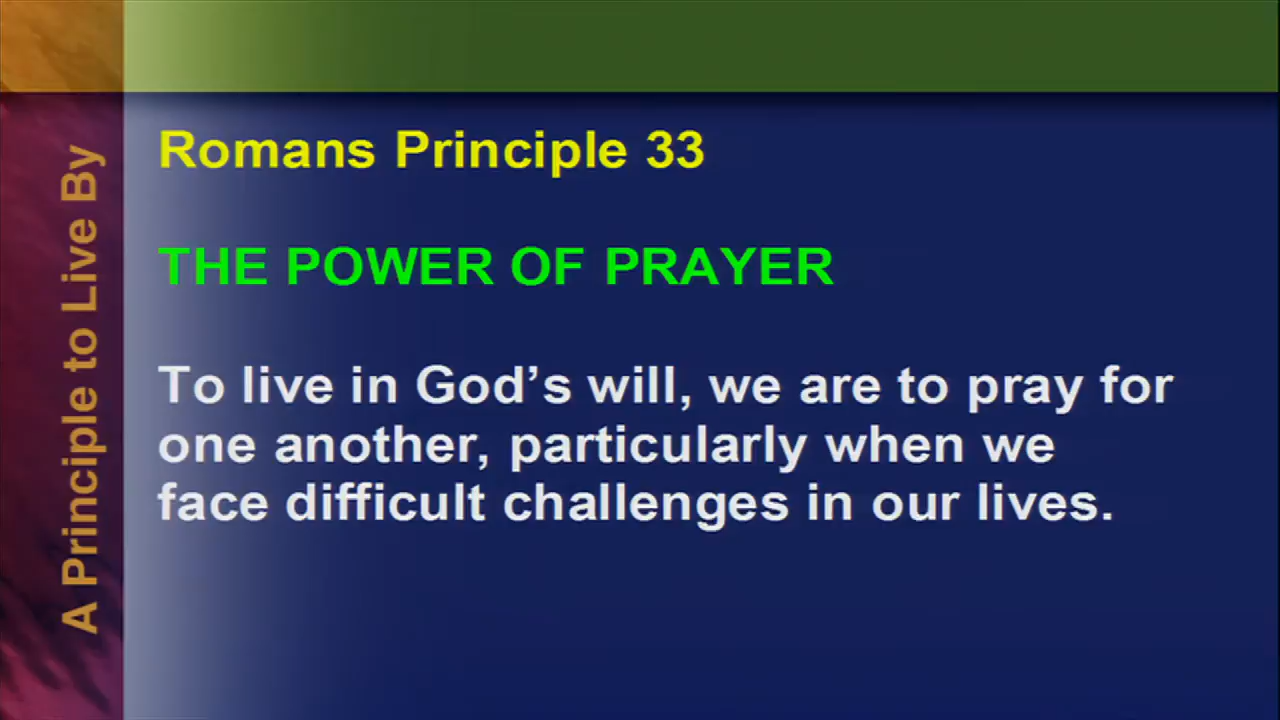 A Principle to Live By
Romans Principle 33
THE POWER OF PRAYER
To live in God’s will, we are to pray for
one another, particularly when we
face difficult challenges in our lives.